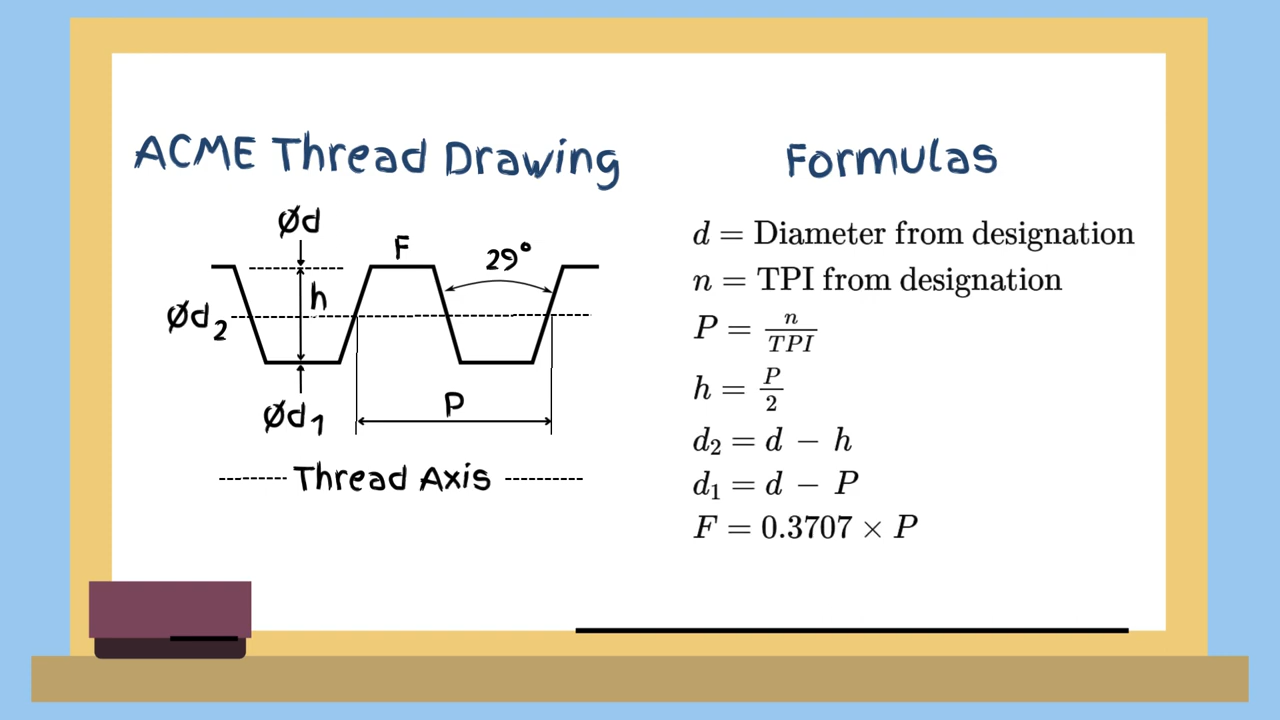 ACME Thread Drawing
Ød
F
29°
h
Ød₂
P
Ød₁
Thread Axis
Formulas
d = Diameter from designation
n = TPI from designation
P = n/TPI
h = P/2
d₂ = d − h
d₁ = d − P
F = 0.3707 × P